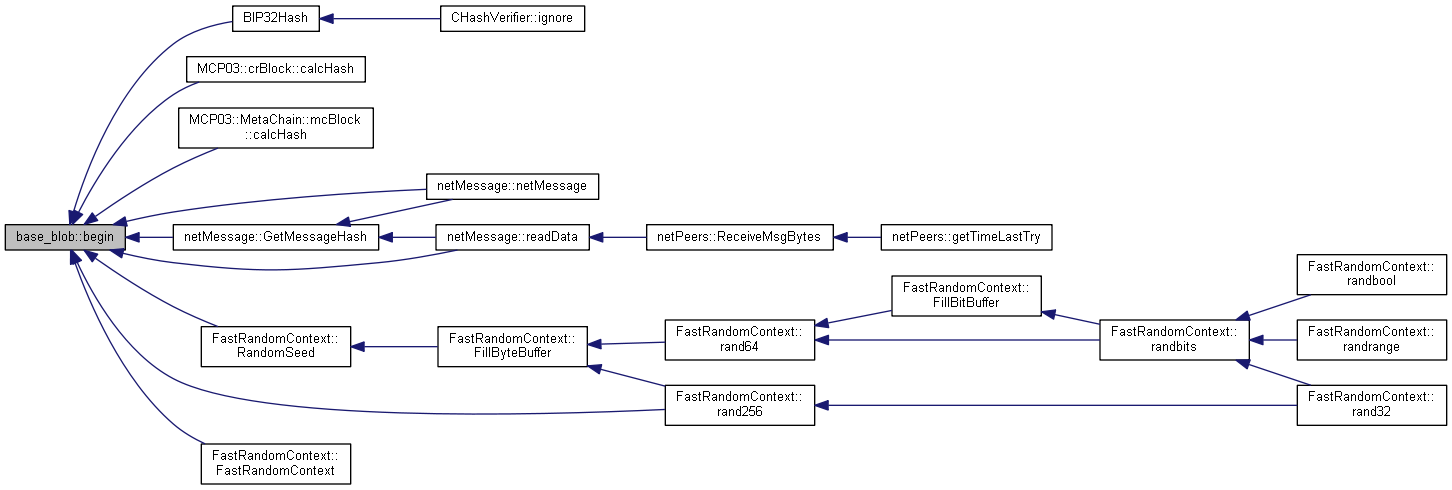 BIP32Hash
CHashVerifier::ignore
MCP03::crBlock::calcHash
MCP03::MetaChain::mcBlock
::calcHash
netMessage::netMessage
base_blob::begin
netMessage::GetMessageHash
netMessage::readData
netPeers::ReceiveMsgBytes
netPeers::getTimeLastTry
FastRandomContext::
RandomSeed
FastRandomContext::
FillByteBuffer
FastRandomContext::
rand64
FastRandomContext::
FillBitBuffer
FastRandomContext::
randbits
FastRandomContext::
randbool
FastRandomContext::
randrange
FastRandomContext::
rand256
FastRandomContext::
rand32
FastRandomContext::
FastRandomContext